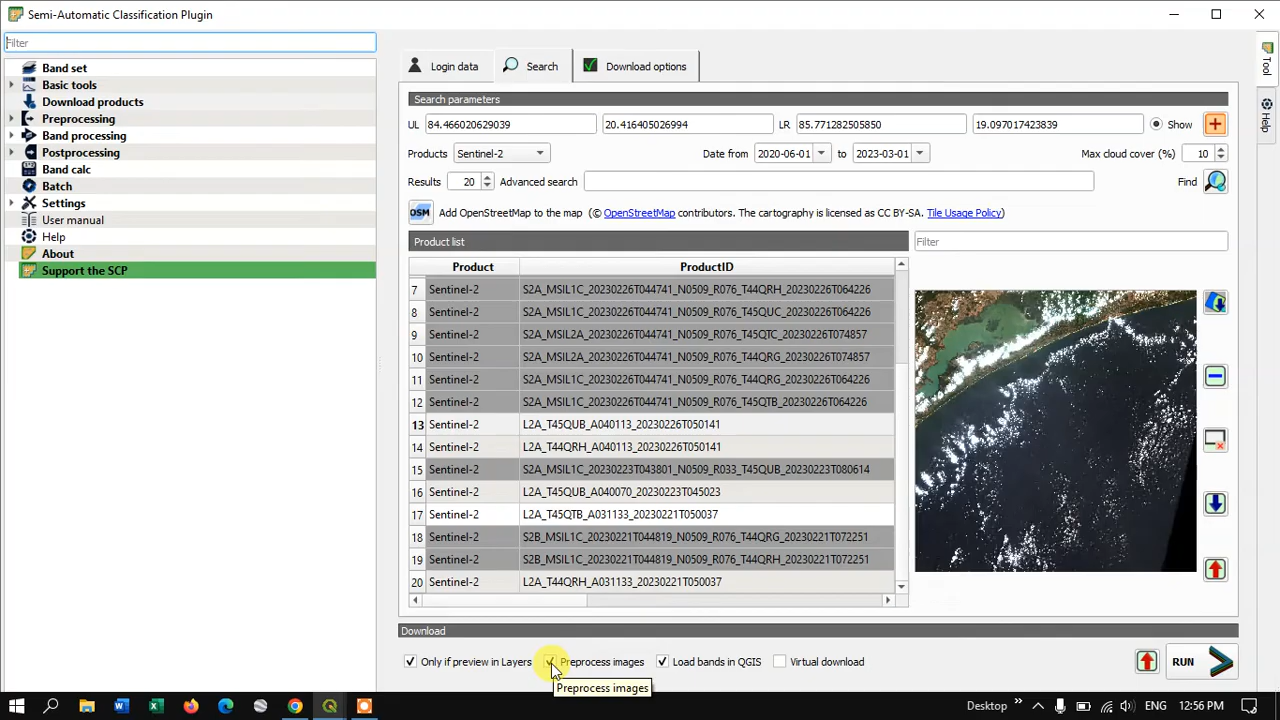 Semi-Automatic Classification Plugin
Filter
Band set
Basic tools
Download products
Preprocessing
Band processing
Postprocessing
Band calc
Batch
Settings
User manual
Help
About
Support the SCP
Login data Search Download options
Search parameters
UL 84.466020629039 20.416405026994 LR 85.771282505850 19.097017423839 Show
Products Sentinel-2 Date from 2020-06-01 to 2023-03-01 Max cloud cover (%) 10
Results 20 Advanced search Find
OSM Add OpenStreetMap to the map (© OpenStreetMap contributors. The cartography is licensed as CC BY-SA. Tile Usage Policy)
Product list Filter
Product ProductID
7 Sentinel-2 S2A_MSIL1C_20230226T044741_N0509_R076_T44QRH_20230226T064226
8 Sentinel-2 S2A_MSIL1C_20230226T044741_N0509_R076_T45QUC_20230226T064226
9 Sentinel-2 S2A_MSIL2A_20230226T044741_N0509_R076_T45QTC_20230226T074857
10 Sentinel-2 S2A_MSIL2A_20230226T044741_N0509_R076_T44QRG_20230226T074857
11 Sentinel-2 S2A_MSIL1C_20230226T044741_N0509_R076_T44QRG_20230226T064226
12 Sentinel-2 S2A_MSIL1C_20230226T044741_N0509_R076_T45QTB_20230226T064226
13 Sentinel-2 L2A_T45QUB_A040113_20230226T050141
14 Sentinel-2 L2A_T44QRH_A040113_20230226T050141
15 Sentinel-2 S2A_MSIL1C_20230223T043801_N0509_R033_T45QUB_20230223T080614
16 Sentinel-2 L2A_T45QUB_A040070_20230223T045023
17 Sentinel-2 L2A_T45QTB_A031133_20230221T050037
18 Sentinel-2 S2B_MSIL1C_20230221T044819_N0509_R076_T44QRG_20230221T072251
19 Sentinel-2 S2B_MSIL1C_20230221T044819_N0509_R076_T44QRH_20230221T072251
20 Sentinel-2 L2A_T44QRH_A031133_20230221T050037
Download
Only if preview in Layers Preprocess images Load bands in QGIS Virtual download RUN
Preprocess images
Tool
Help
Desktop ENG 12:56 PM